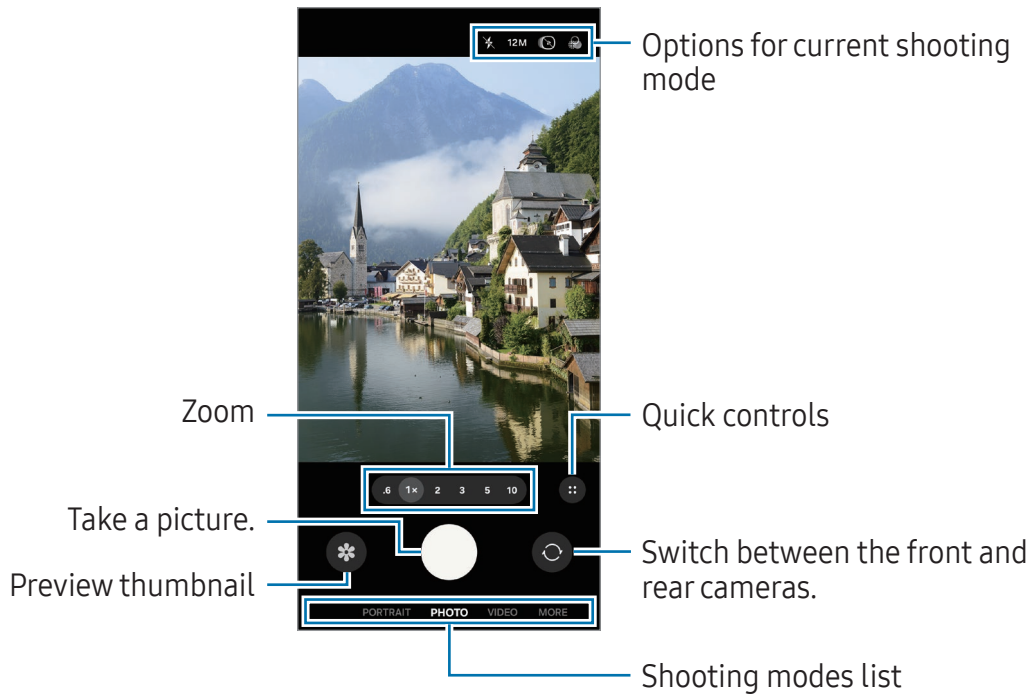 12M
Options for current shooting
mode
Zoom
Quick controls
.6 1× 2 3 5 10
Take a picture.
Switch between the front and
rear cameras.
Preview thumbnail
PORTRAIT PHOTO VIDEO MORE
Shooting modes list